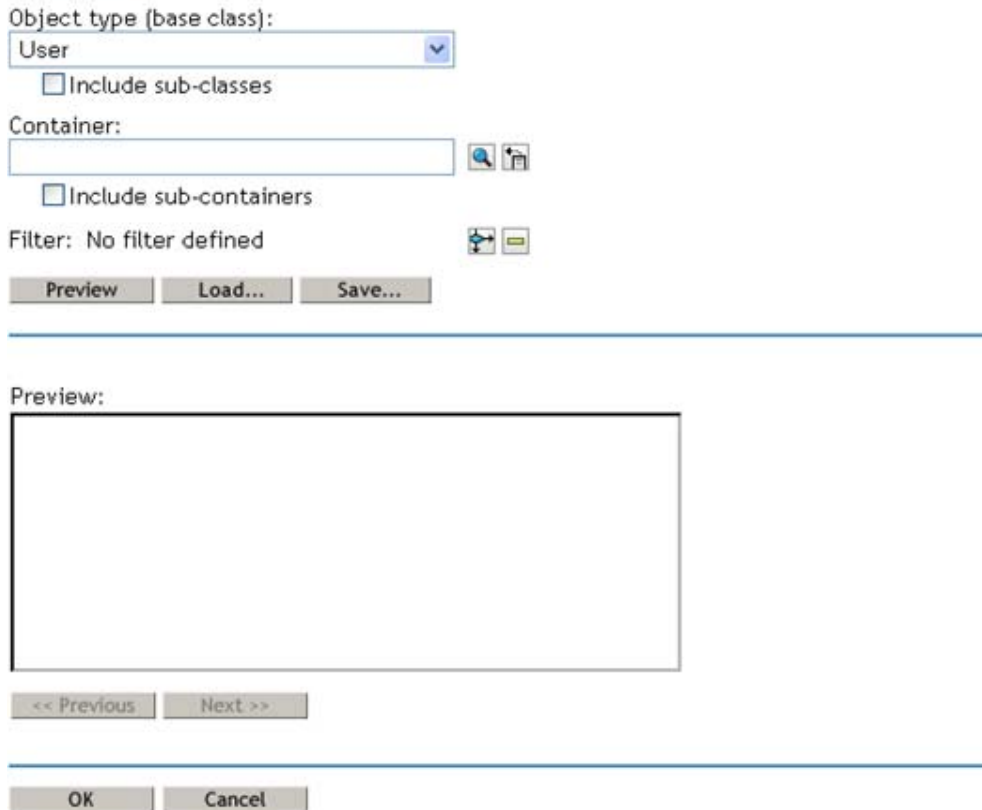 Object type (base class):
User
Include sub-classes
Container:
Include sub-containers
Filter: No filter defined
Preview Load... Save...
Preview:
<< Previous Next >>
OK Cancel